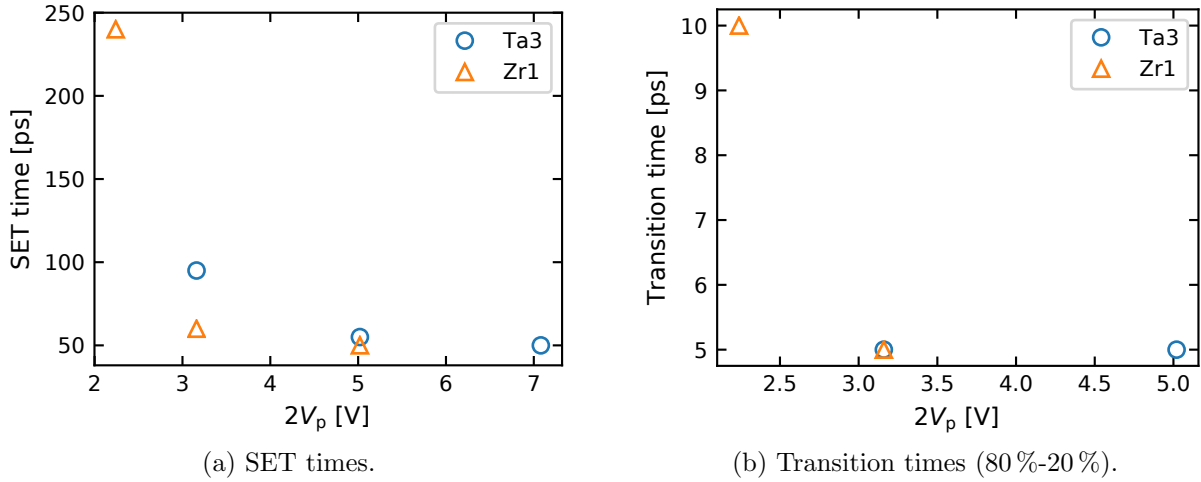 250
200
150
100
50
SET time [ps]
Ta3
Zr1
2 3 4 5 6 7
2Vp [V]
(a) SET times.
10
9
8
7
6
5
Transition time [ps]
Ta3
Zr1
2.5 3.0 3.5 4.0 4.5 5.0
2Vp [V]
(b) Transition times (80 %-20 %).